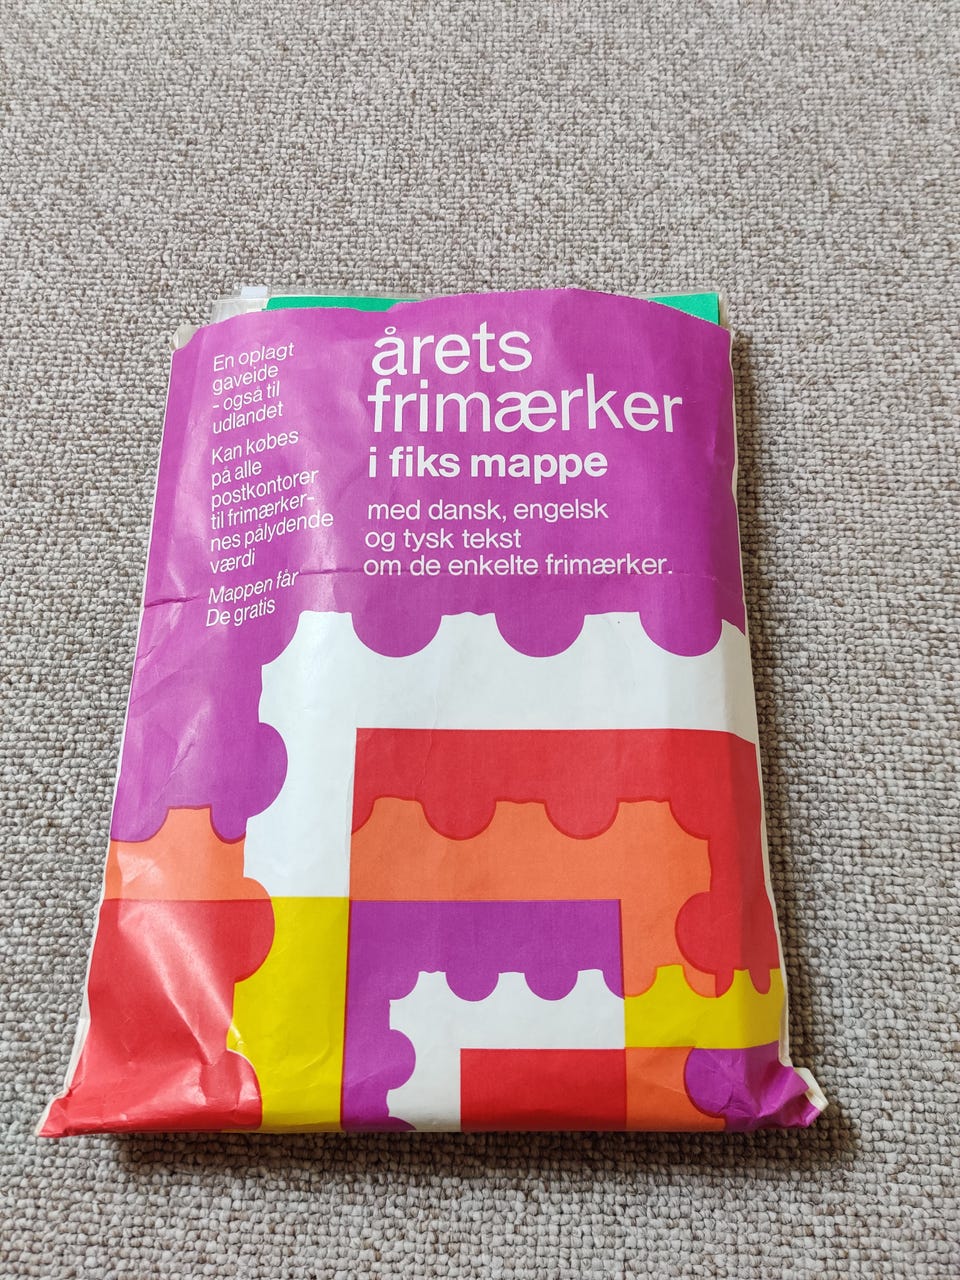 årets
frimærker
i fiks mappe
med dansk, engelsk
og tysk tekst
om de enkelte frimærker.
En oplagt
gaveide
- også til
udlandet
Kan købes
på alle
postkontorer
til frimærker-
nes pålydende
værdi
Mappen får
De gratis